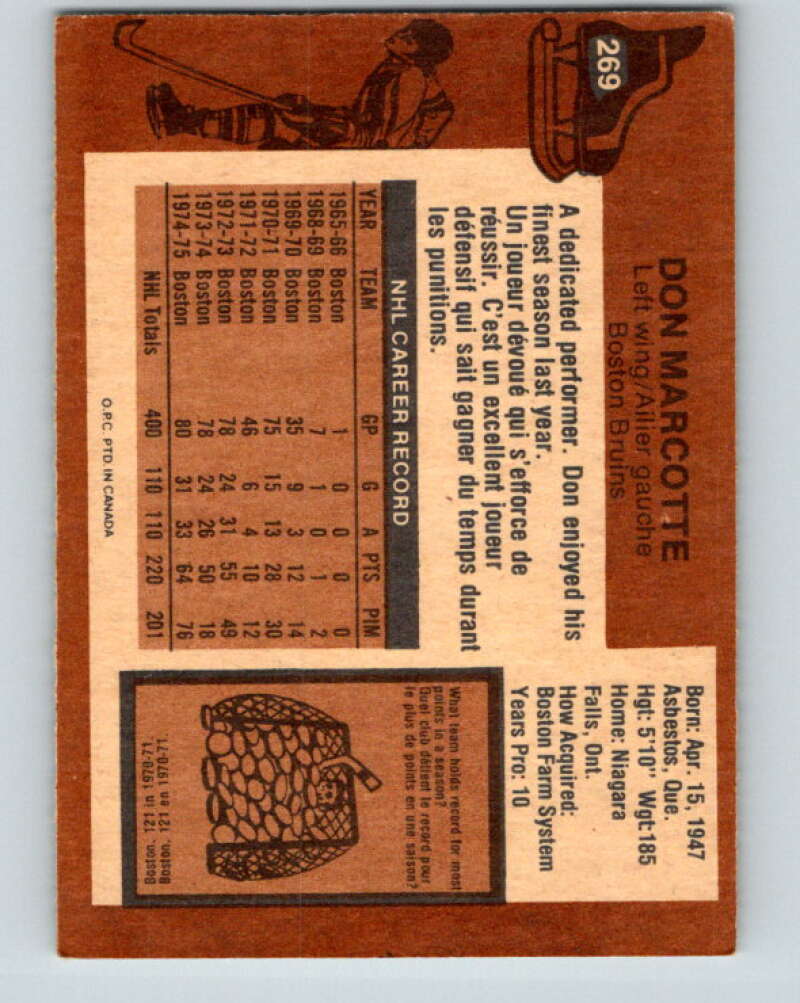 269
DON MARCOTTE
Left wing/Ailier gauche
Boston Bruins
Born: Apr. 15, 1947
Asbestos, Que.
Hgt: 5'10" Wgt:185
Home: Niagara
Falls, Ont.
How Acquired:
Boston Farm System
Years Pro: 10
A dedicated performer. Don enjoyed his
finest season last year.
Un joueur dévoué qui s'efforce de
réussir. C'est un excellent joueur
défensif qui sait gagner du temps durant
les punitions.
NHL CAREER RECORD
YEAR TEAM GP G A PTS PIM
1965-66 Boston 1 0 0 0 0
1968-69 Boston 7 1 0 1 2
1969-70 Boston 35 9 3 12 14
1970-71 Boston 75 15 13 28 30
1971-72 Boston 46 6 4 10 12
1972-73 Boston 78 24 31 55 49
1973-74 Boston 78 24 26 50 18
1974-75 Boston 80 31 33 64 76
NHL Totals 400 110 110 220 201
What team holds record for most
points in a season?
Quel club détient le record pour
le plus de points en une saison?
Boston, 121 in 1970-71.
Boston, 121 en 1970-71.
O.P.C. PTD. IN CANADA